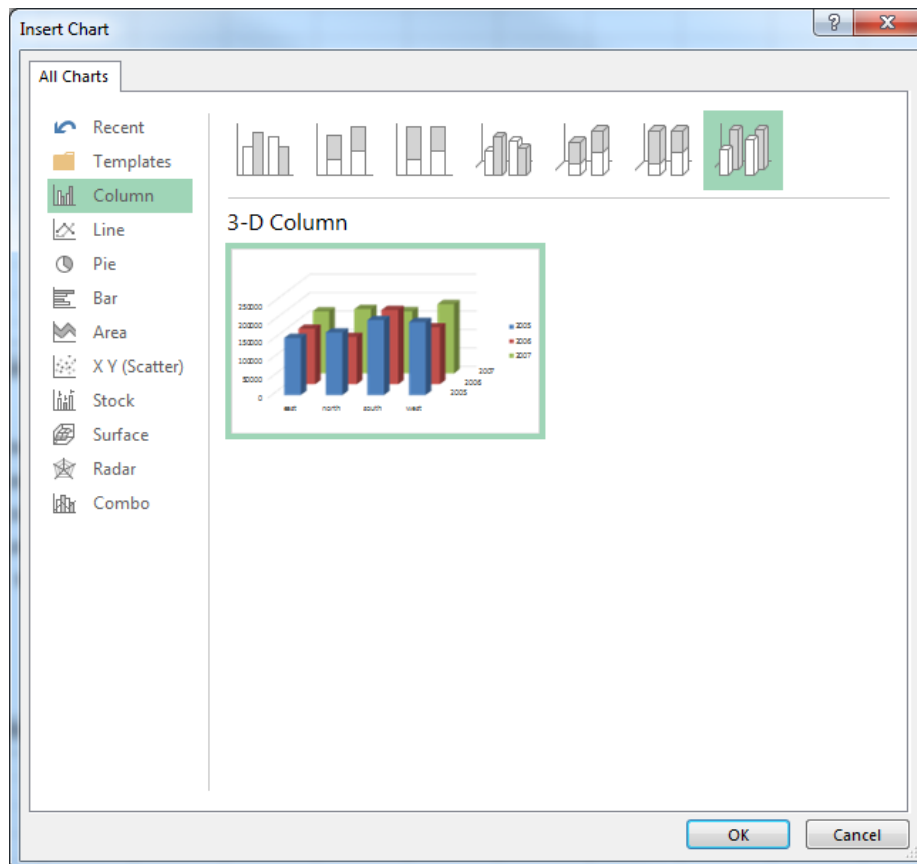 Insert Chart
?
All Charts
Recent
Templates
Column
Line
Pie
Bar
Area
X Y (Scatter)
Stock
Surface
Radar
Combo
3-D Column
250000
200000
150000
100000
50000
0
east north south west
2005
2006
2007
2005
2006
2007
OK Cancel